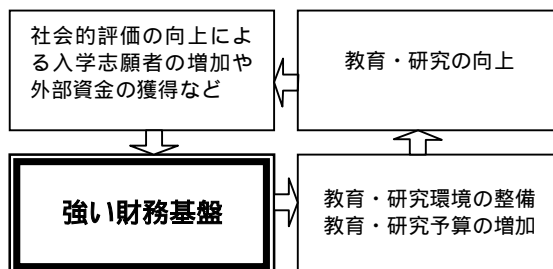 社会的評価の向上によ
る入学志願者の増加や
外部資金の獲得など
教育・研究の向上
強い財務基盤
教育・研究環境の整備
教育・研究予算の増加